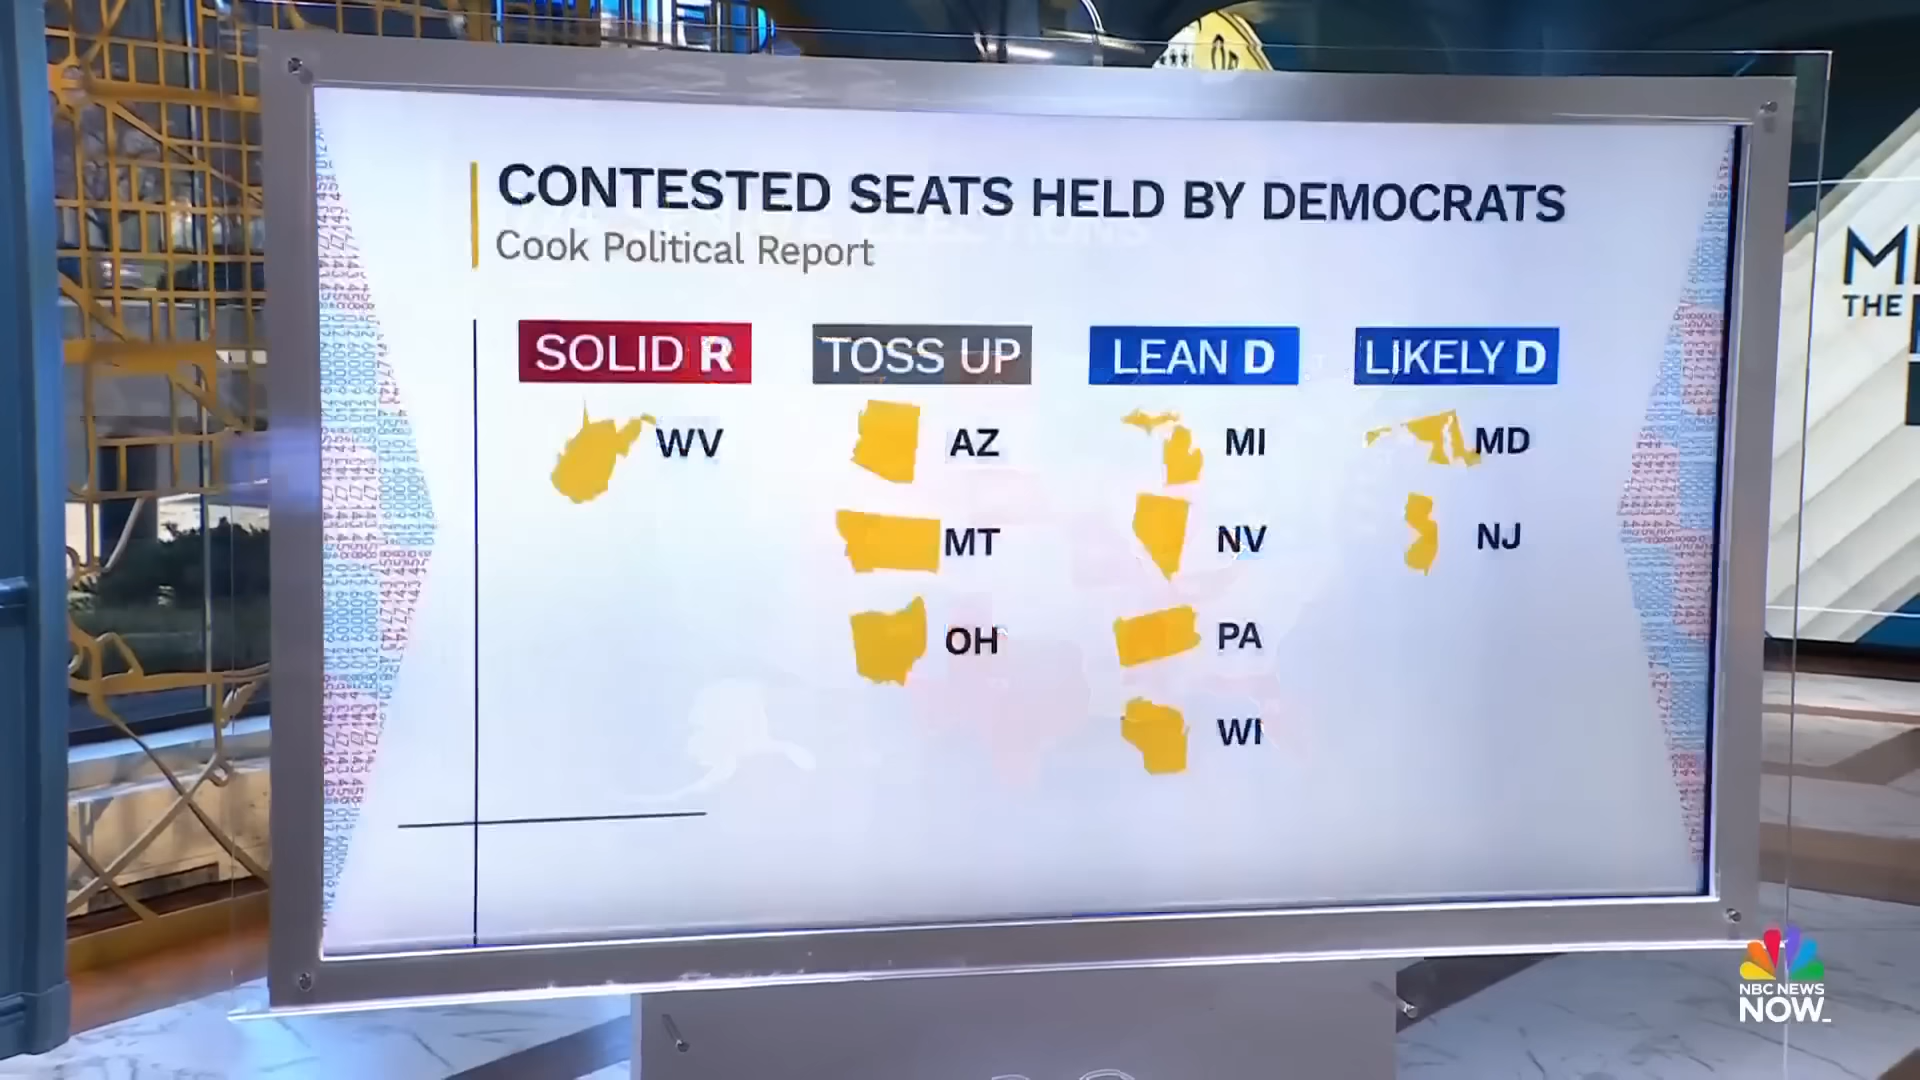 CONTESTED SEATS HELD BY DEMOCRATS
Cook Political Report
SOLID R
TOSS UP
LEAN D
LIKELY D
WV
AZ
MI
MD
MT
NV
NJ
OH
PA
WI
THE
NBC NEWS
NOW